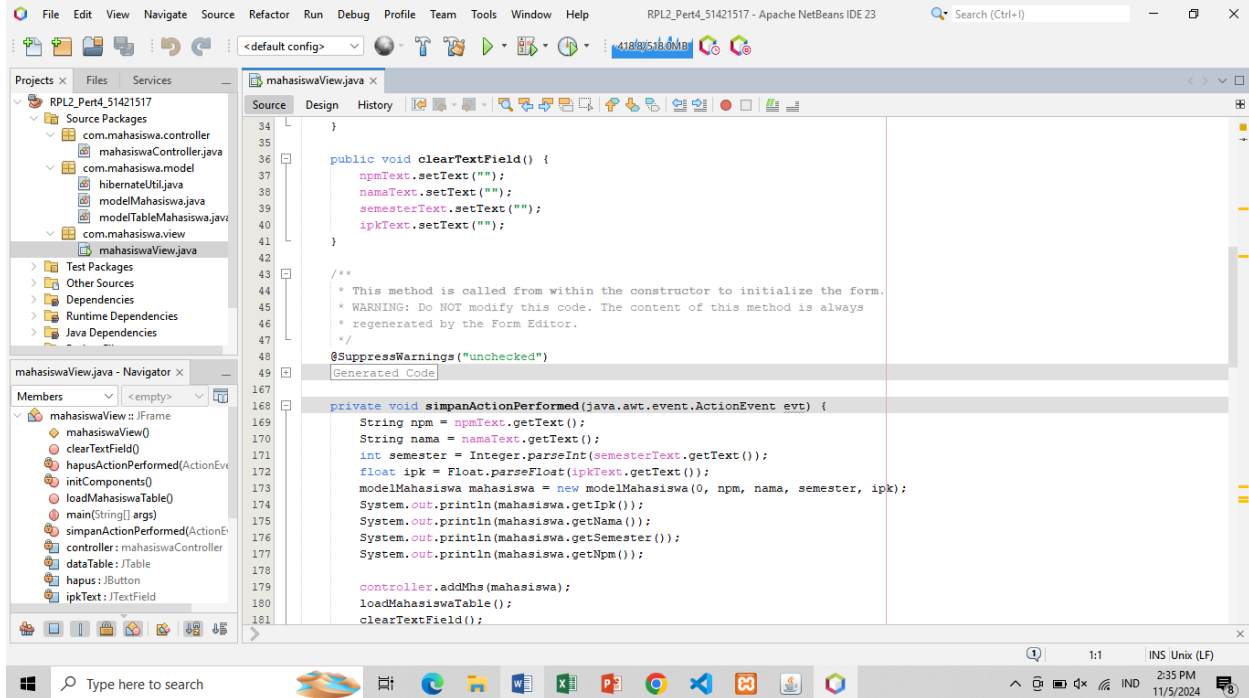 File Edit View Navigate Source Refactor Run Debug Profile Team Tools Window Help RPL2_Pert4_51421517 - Apache NetBeans IDE 23 Search (Ctrl+I)
<default config> 418.8/518.0MB
Projects Files Services
RPL2_Pert4_51421517
Source Packages
com.mahasiswa.controller
mahasiswaController.java
com.mahasiswa.model
hibernateUtil.java
modelMahasiswa.java
modelTableMahasiswa.java
com.mahasiswa.view
mahasiswaView.java
Test Packages
Other Sources
Dependencies
Runtime Dependencies
Java Dependencies
mahasiswaView.java - Navigator
Members <empty>
mahasiswaView :: JFrame
mahasiswaView()
clearTextField()
hapusActionPerformed(ActionEve
initComponents()
loadMahasiswaTable()
main(String[] args)
simpanActionPerformed(ActionE
controller : mahasiswaController
dataTable : JTable
hapus : JButton
ipkText : JTextField
mahasiswaView.java
Source Design History
34 }
35
36 public void clearTextField() {
37 npmText.setText("");
38 namaText.setText("");
39 semesterText.setText("");
40 ipkText.setText("");
41 }
42
43 /**
44 * This method is called from within the constructor to initialize the form.
45 * WARNING: Do NOT modify this code. The content of this method is always
46 * regenerated by the Form Editor.
47 */
48 @SuppressWarnings("unchecked")
49 Generated Code
167
168 private void simpanActionPerformed(java.awt.event.ActionEvent evt) {
169 String npm = npmText.getText();
170 String nama = namaText.getText();
171 int semester = Integer.parseInt(semesterText.getText());
172 float ipk = Float.parseFloat(ipkText.getText());
173 modelMahasiswa mahasiswa = new modelMahasiswa(0, npm, nama, semester, ipk);
174 System.out.println(mahasiswa.getIpk());
175 System.out.println(mahasiswa.getNama());
176 System.out.println(mahasiswa.getSemester());
177 System.out.println(mahasiswa.getNpm());
178
179 controller.addMhs(mahasiswa);
180 loadMahasiswaTable();
181 clearTextField();
1 1:1 INS Unix (LF)
Type here to search IND 2:35 PM
11/5/2024 8